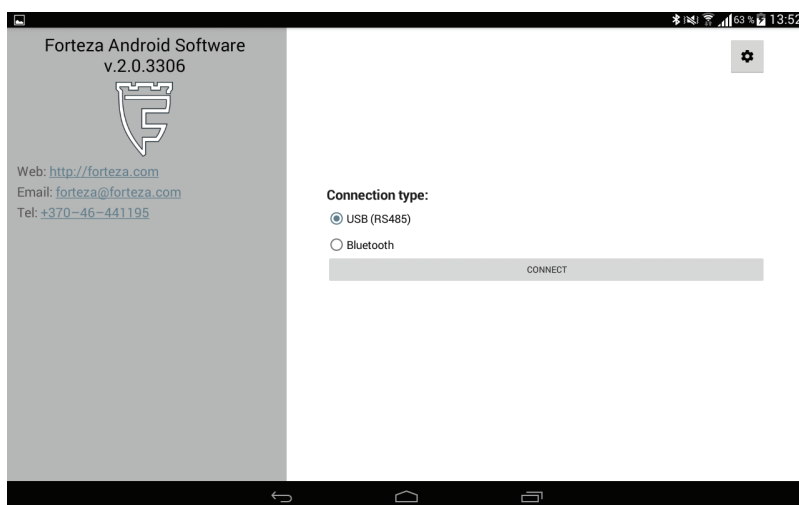 63 % 13:52
Forteza Android Software
v.2.0.3306
Web: http://forteza.com
Email: forteza@forteza.com
Tel: +370-46-441195
Connection type:
USB (RS485)
Bluetooth
CONNECT